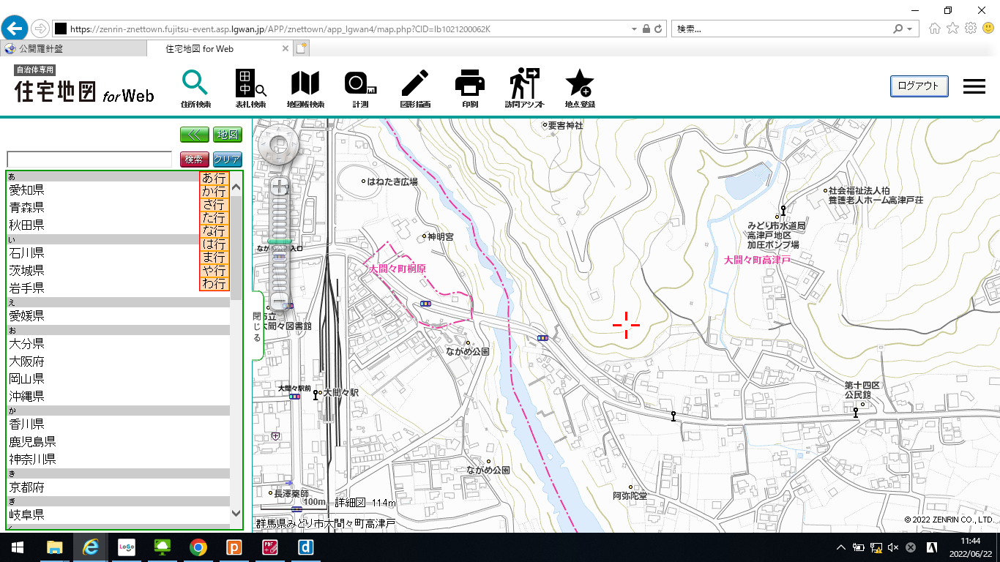 https://zenrin-znettown.fujitsu-event.asp.lgwan.jp/APP/znettown/app_lgwan4/map.php?CID=Ib1021200062K
検索...
公開羅針盤
住宅地図 for Web
自治体専用
住宅地図 for Web
住所検索
表札検索
地図帳検索
計測
図形描画
印刷
訪問アシスト
地点登録
ログアウト
地図
検索
クリア
あ
愛知県
青森県
秋田県
い
石川県
茨城県
岩手県
え
愛媛県
お
大分県
大阪府
岡山県
沖縄県
か
香川県
鹿児島県
神奈川県
き
京都府
ぎ
岐阜県
あ行
か行
さ行
た行
な行
は行
ま行
や行
わ行
閉じる
要害神社
はねたき広場
神明宮
入口
大間々町桐原
社会福祉法人柏
養護老人ホーム高津戸荘
みどり市水道局
高津戸地区
加圧ポンプ場
大間々町高津戸
市立
大間々図書館
ながめ公園
大間々駅前
大間々駅
第十四区
公民館
ながめ公園
阿弥陀堂
長澤薬師
100m
詳細図 114m
群馬県みどり市大間々町高津戸
© 2022 ZENRIN CO., LTD
LoGo
PDF
p
d
A
11:44
2022/06/22